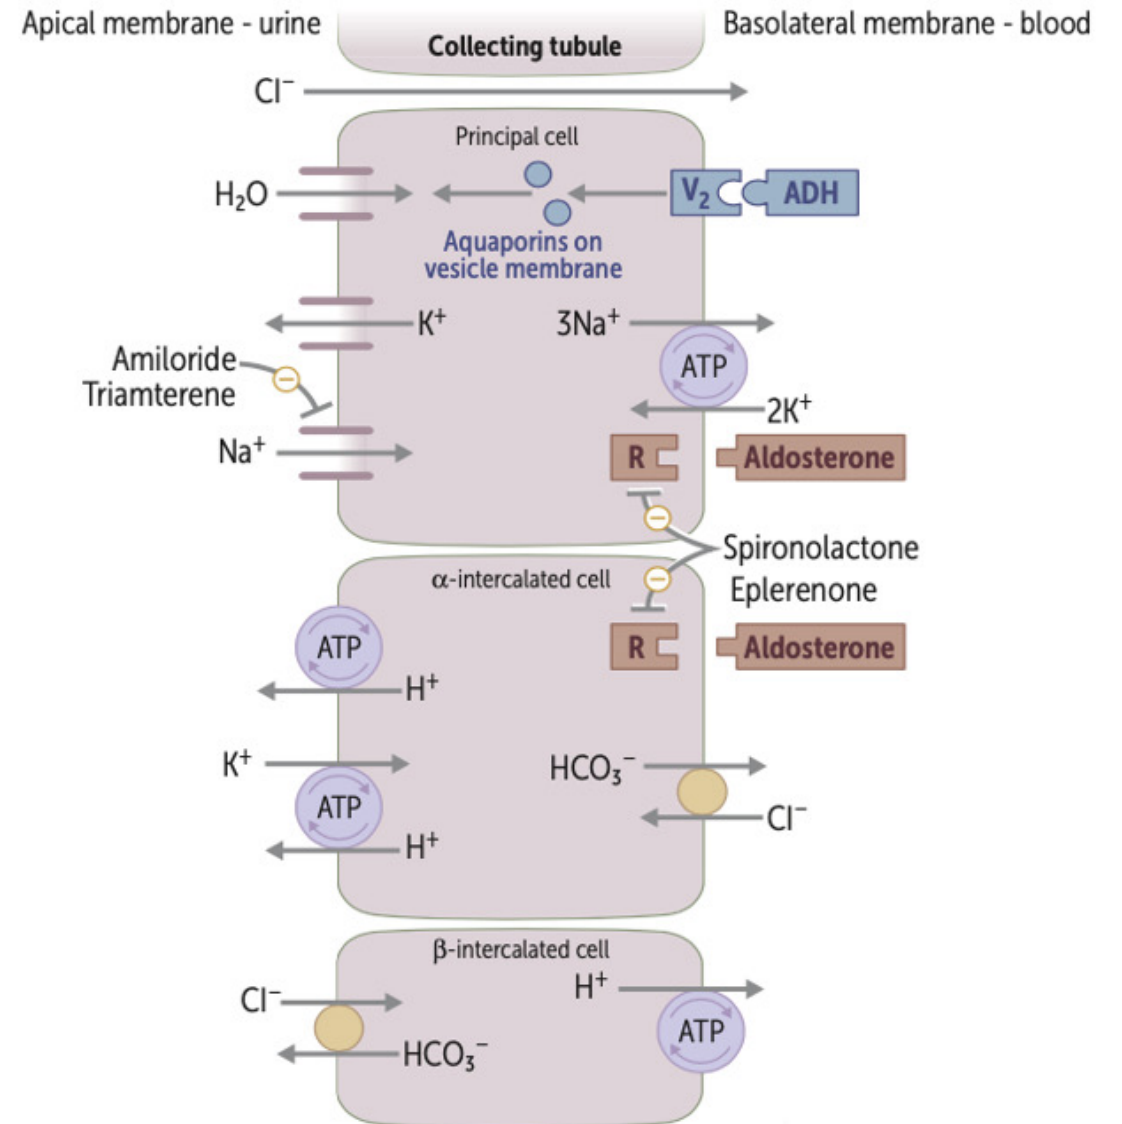 Apical membrane - urine
Collecting tubule
Basolateral membrane - blood
Cl⁻
Principal cell
H₂O
V₂
ADH
Aquaporins on
vesicle membrane
K⁺
3Na⁺
ATP
2K⁺
Amiloride
Triamterene
Na⁺
R
Aldosterone
Spironolactone
Eplerenone
α-intercalated cell
R
Aldosterone
ATP
H⁺
K⁺
ATP
H⁺
HCO₃⁻
Cl⁻
β-intercalated cell
Cl⁻
HCO₃⁻
H⁺
ATP